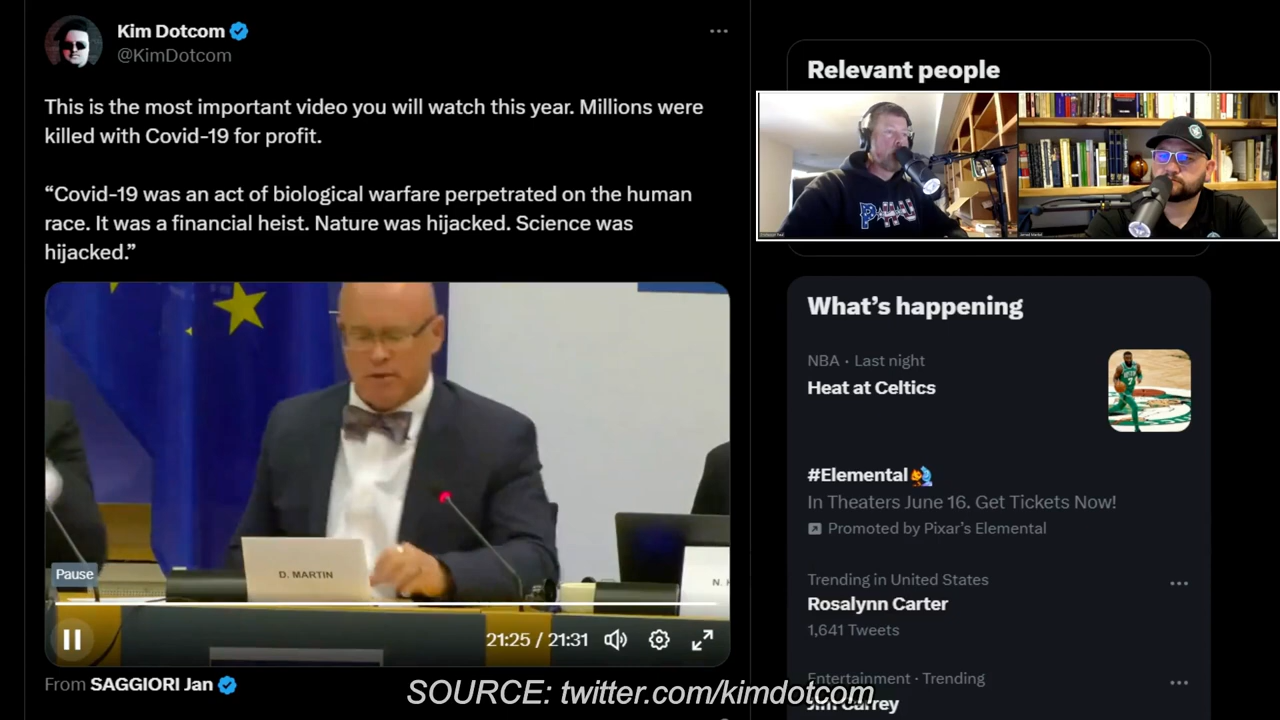 Kim Dotcom
@KimDotcom
This is the most important video you will watch this year. Millions were
killed with Covid-19 for profit.
“Covid-19 was an act of biological warfare perpetrated on the human
race. It was a financial heist. Nature was hijacked. Science was
hijacked.”
D. MARTIN
Pause
21:25 / 21:31
From SAGGIORI Jan
Relevant people
What’s happening
NBA · Last night
Heat at Celtics
#Elemental
In Theaters June 16. Get Tickets Now!
Promoted by Pixar’s Elemental
Trending in United States
Rosalynn Carter
1,641 Tweets
Entertainment · Trending
Jim Carrey
SOURCE: twitter.com/kimdotcom